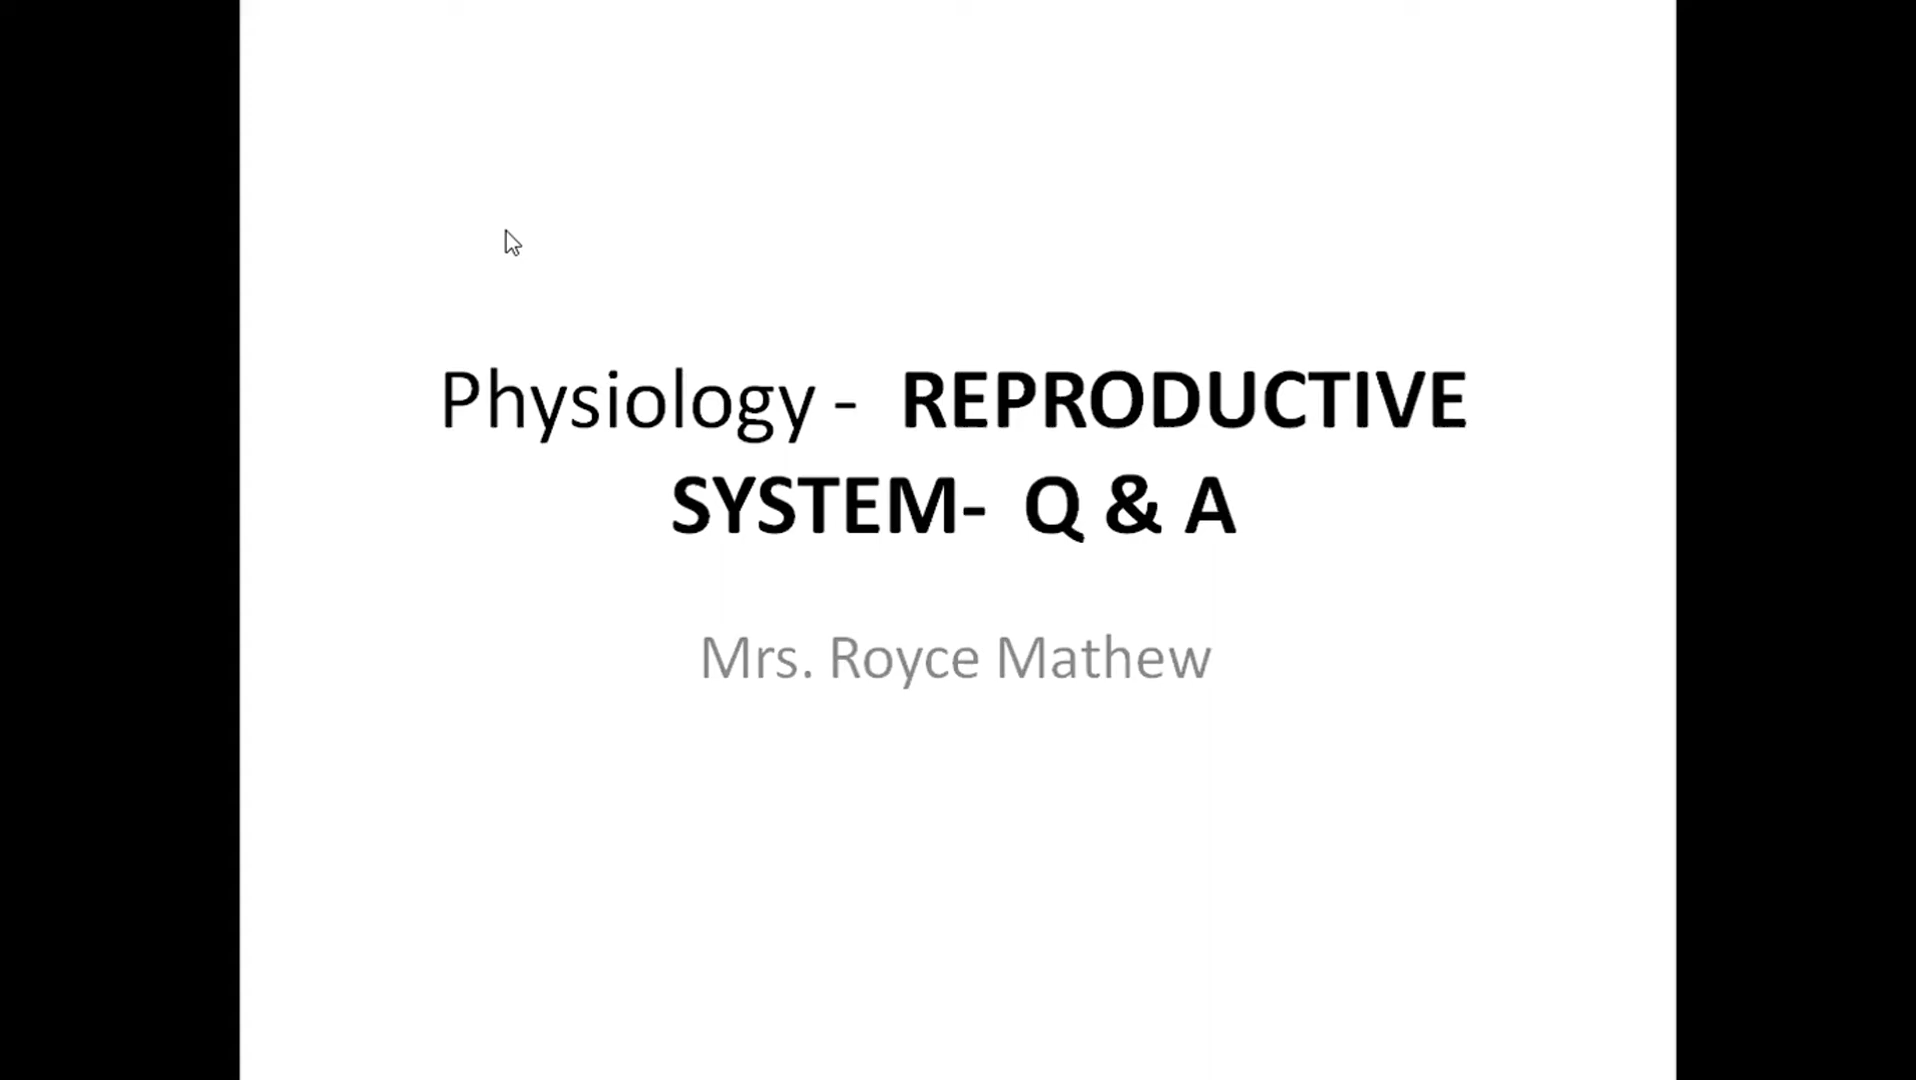 Physiology - REPRODUCTIVE
SYSTEM- Q & A
Mrs. Royce Mathew